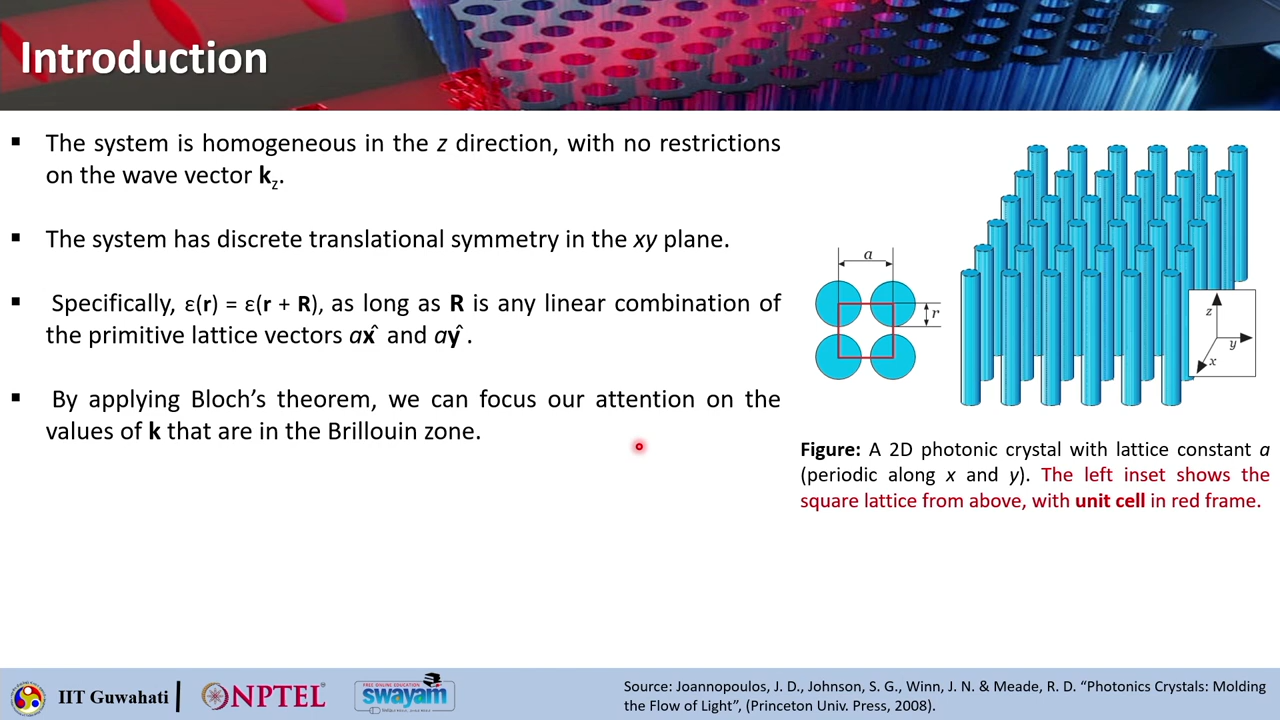 Introduction
▪ The system is homogeneous in the z direction, with no restrictions
on the wave vector kz.
▪ The system has discrete translational symmetry in the xy plane.
▪ Specifically, ε(r) = ε(r + R), as long as R is any linear combination of
the primitive lattice vectors ax̂ and aŷ.
▪ By applying Bloch’s theorem, we can focus our attention on the
values of k that are in the Brillouin zone.
a
r
z
y
x
Figure: A 2D photonic crystal with lattice constant a
(periodic along x and y). The left inset shows the
square lattice from above, with unit cell in red frame.
IIT Guwahati
NPTEL
FREE ONLINE EDUCATION
swayam
Source: Joannopoulos, J. D., Johnson, S. G., Winn, J. N. & Meade, R. D. “Photonics Crystals: Molding
the Flow of Light”, (Princeton Univ. Press, 2008).